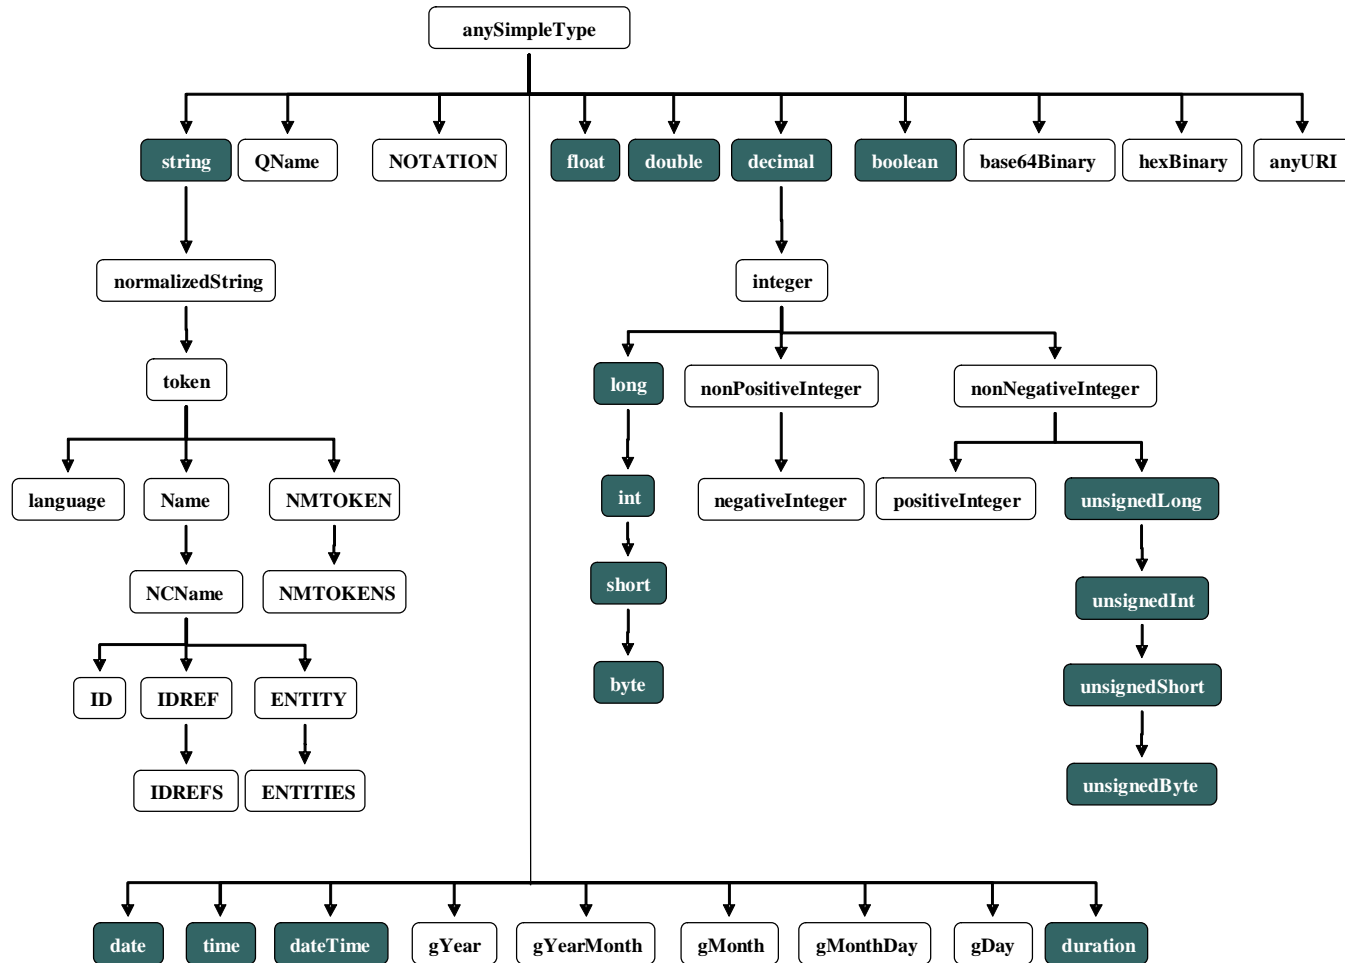 anySimpleType
string QName NOTATION float double decimal boolean base64Binary hexBinary anyURI
normalizedString integer
token long nonPositiveInteger nonNegativeInteger
language Name NMTOKEN int negativeInteger positiveInteger unsignedLong
NCName NMTOKENS short unsignedInt
ID IDREF ENTITY byte unsignedShort
IDREFS ENTITIES unsignedByte
date time dateTime gYear gYearMonth gMonth gMonthDay gDay duration